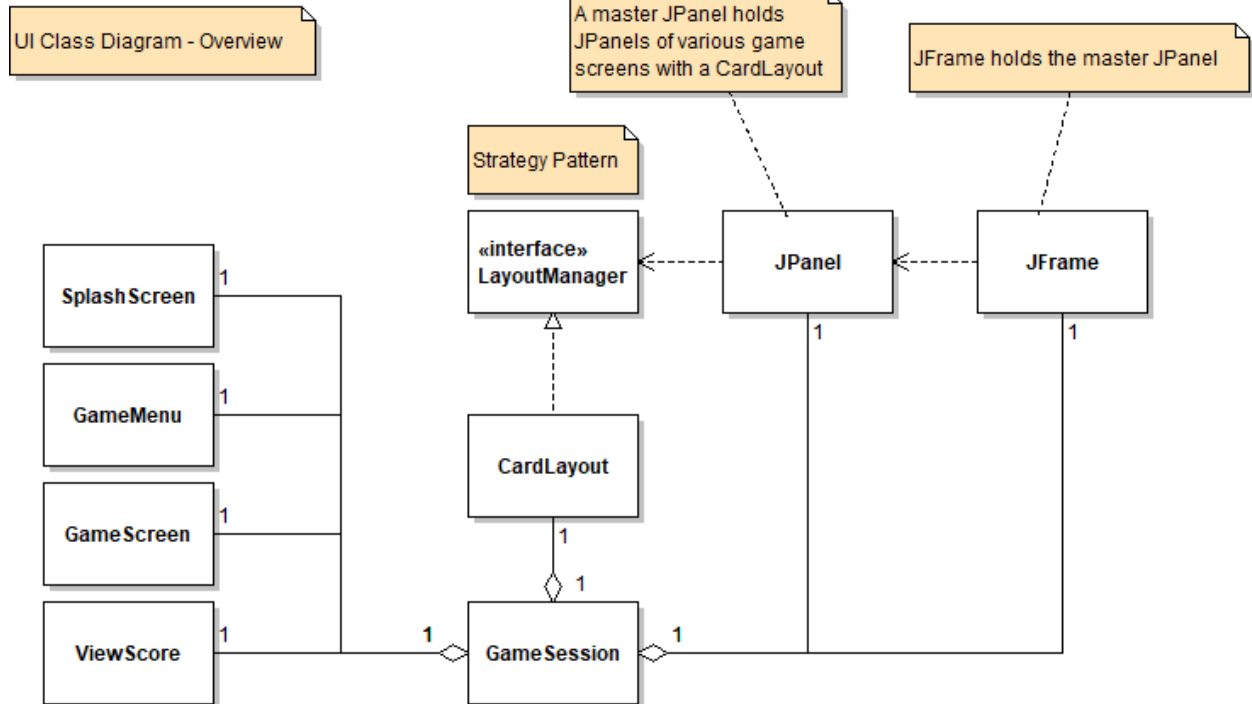 UI Class Diagram - Overview
A master JPanel holds
JPanels of various game
screens with a CardLayout
JFrame holds the master JPanel
Strategy Pattern
«interface»
LayoutManager
JPanel
JFrame
SplashScreen
1
1
1
GameMenu
1
CardLayout
GameScreen
1
1
1
ViewScore
1
1
GameSession
1